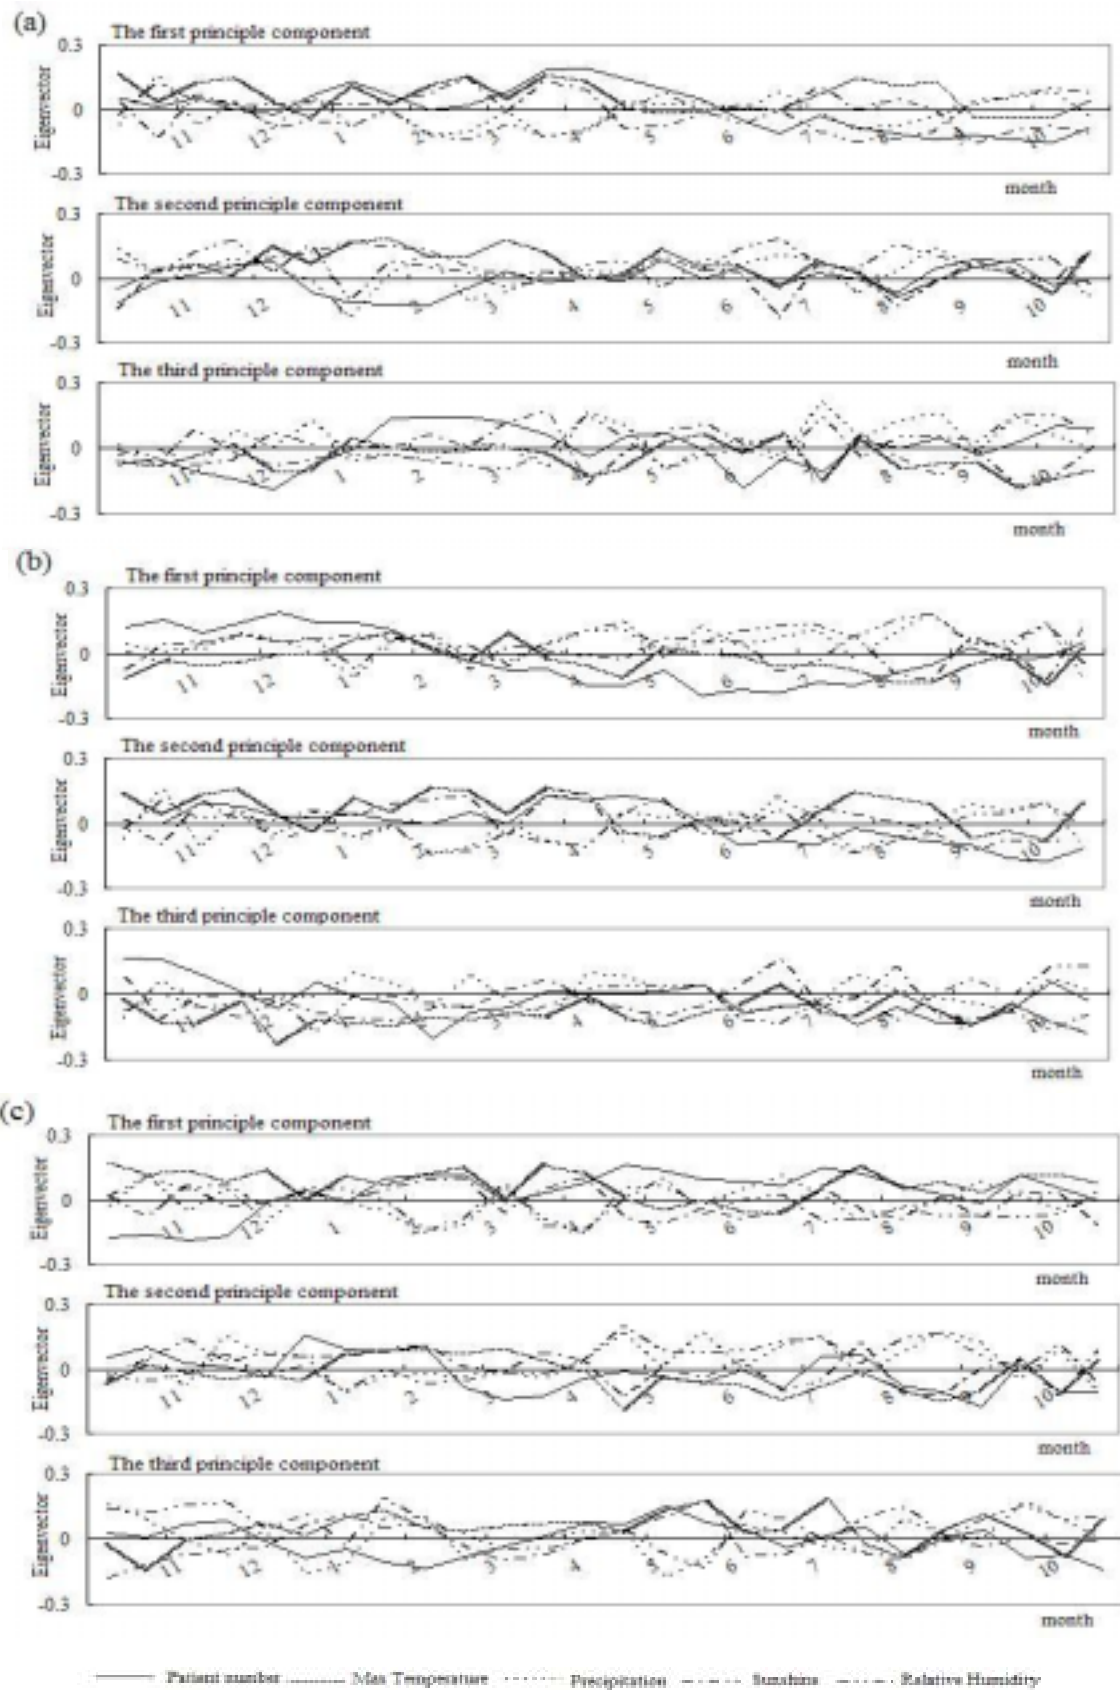 (a)
The first principle component
0.3
Eigenvector
0
-0.3
11 12 1 2 3 4 5 6 7 8 9 10
month
The second principle component
0.3
Eigenvector
0
-0.3
11 12 1 2 3 4 5 6 7 8 9 10
month
The third principle component
0.3
Eigenvector
0
-0.3
11 12 1 2 3 4 5 6 7 8 9 10
month
(b)
The first principle component
0.3
Eigenvector
0
-0.3
11 12 1 2 3 4 5 6 7 8 9 10
month
The second principle component
0.3
Eigenvector
0
-0.3
11 12 1 2 3 4 5 6 7 8 9 10
month
The third principle component
0.3
Eigenvector
0
-0.3
11 12 1 2 3 4 5 6 7 8 9 10
month
(c)
The first principle component
0.3
Eigenvector
0
-0.3
11 12 1 2 3 4 5 6 7 8 9 10
month
The second principle component
0.3
Eigenvector
0
-0.3
11 12 1 2 3 4 5 6 7 8 9 10
month
The third principle component
0.3
Eigenvector
0
-0.3
11 12 1 2 3 4 5 6 7 8 9 10
month
Patient number Max Temperature Precipitation Sunshine Relative Humidity